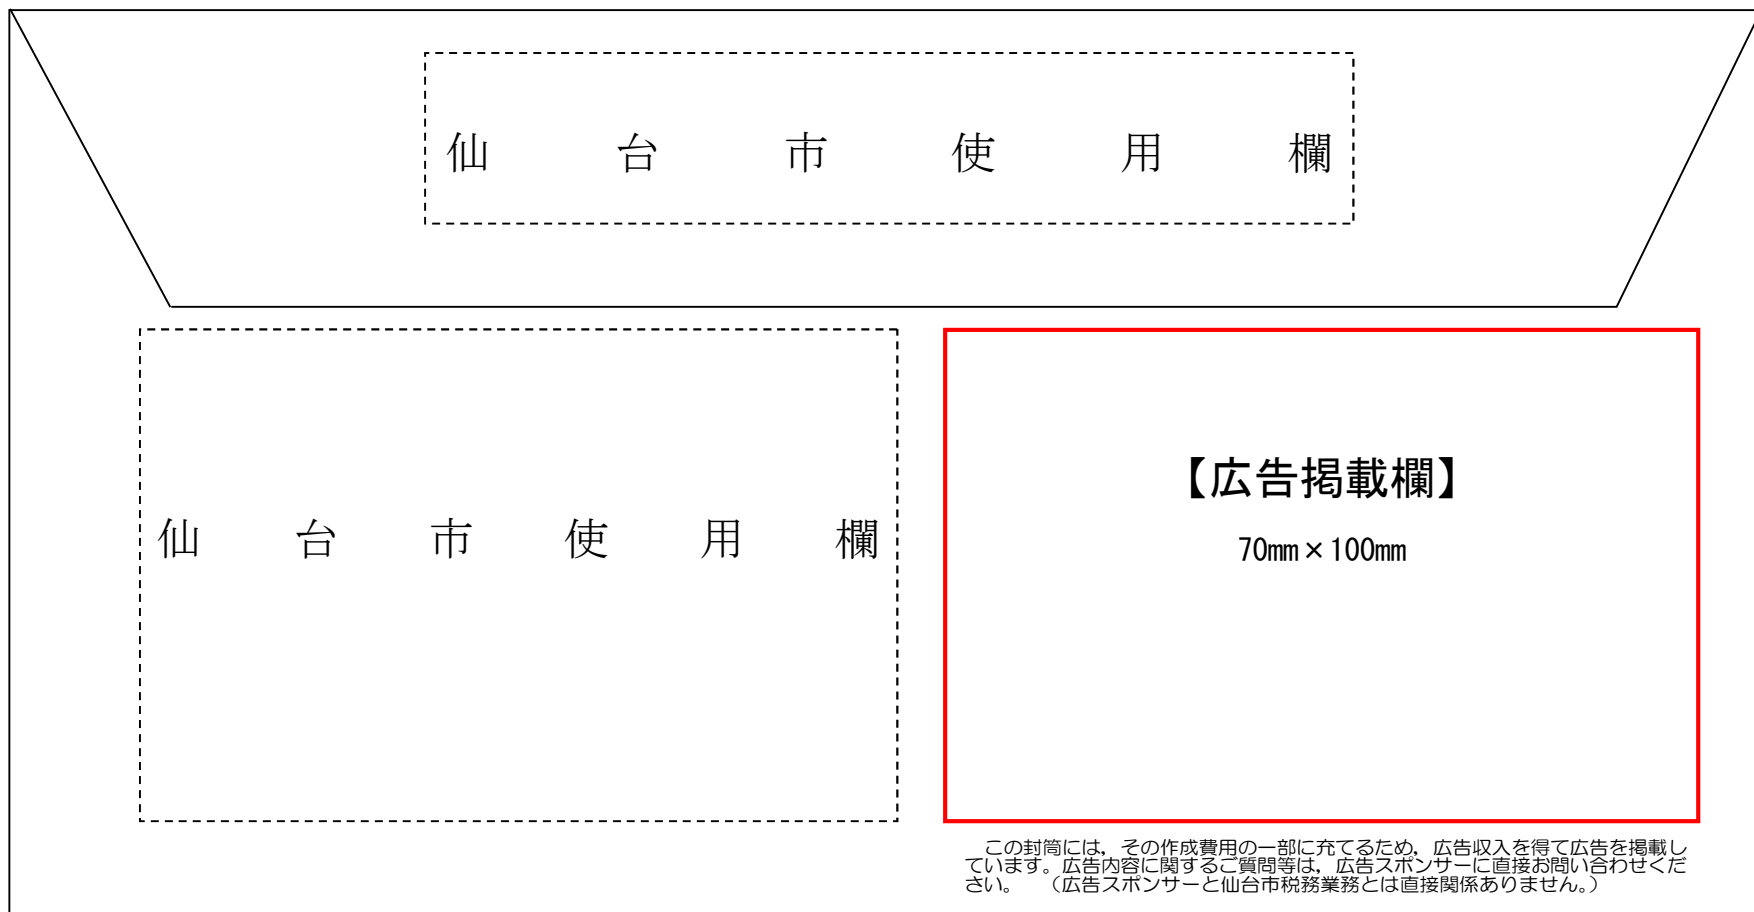 仙台市使用欄
仙台市使用欄
【広告掲載欄】
70mm×100mm
この封筒には，その作成費用の一部に充てるため，広告収入を得て広告を掲載し
ています。広告内容に関するご質問等は，広告スポンサーに直接お問い合わせくだ
さい。　（広告スポンサーと仙台市税務業務とは直接関係ありません。）